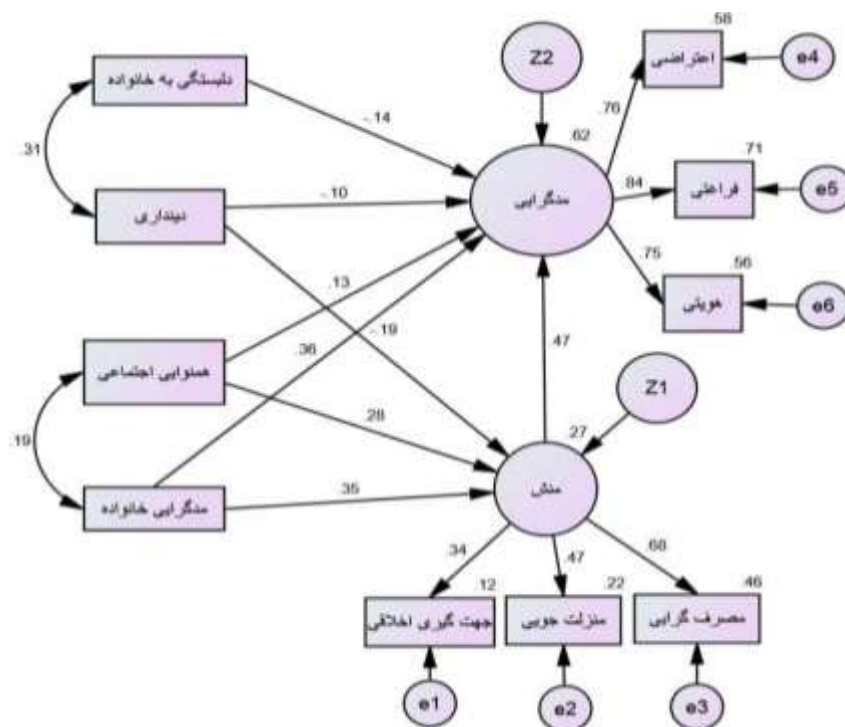 .58
اعتراضی
e4
Z2
دلبستگی به خانواده
-.14
.76
.62
.31
.71
فراغتی
e5
.84
مدگرایی
دینداری
-.10
.75
.56
هویتی
e6
.13
-.19
.36
.47
همنوایی اجتماعی
Z1
.28
.27
.19
مدگرایی خانواده
.35
منش
.34
.47
.68
.12
.22
.46
جهت گیری اخلاقی
منزلت جویی
مصرف گرایی
e1
e2
e3